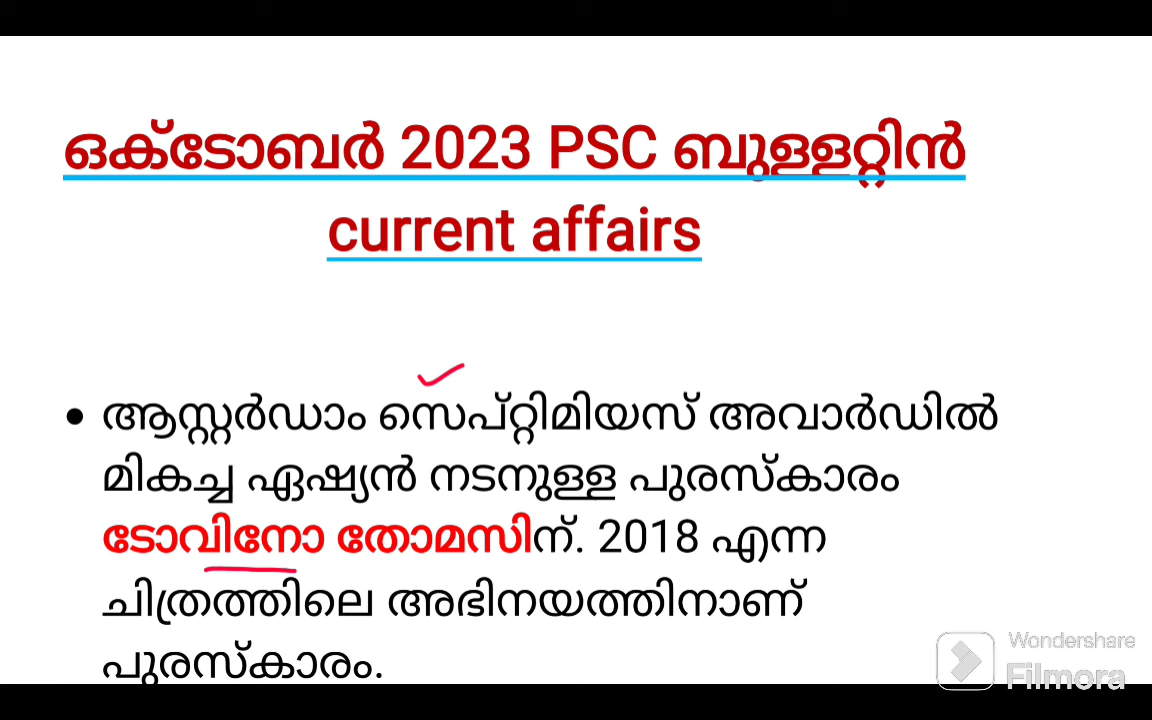 ഒക്ടോബർ 2023 PSC ബുള്ളറ്റിൻ
current affairs
• ആസ്റ്റർഡാം സെപ്റ്റിമിയസ് അവാർഡിൽ
മികച്ച ഏഷ്യൻ നടനുള്ള പുരസ്കാരം
ടോവിനോ തോമസിന്. 2018 എന്ന
ചിത്രത്തിലെ അഭിനയത്തിനാണ്
പുരസ്കാരം.
Wondershare
Filmora